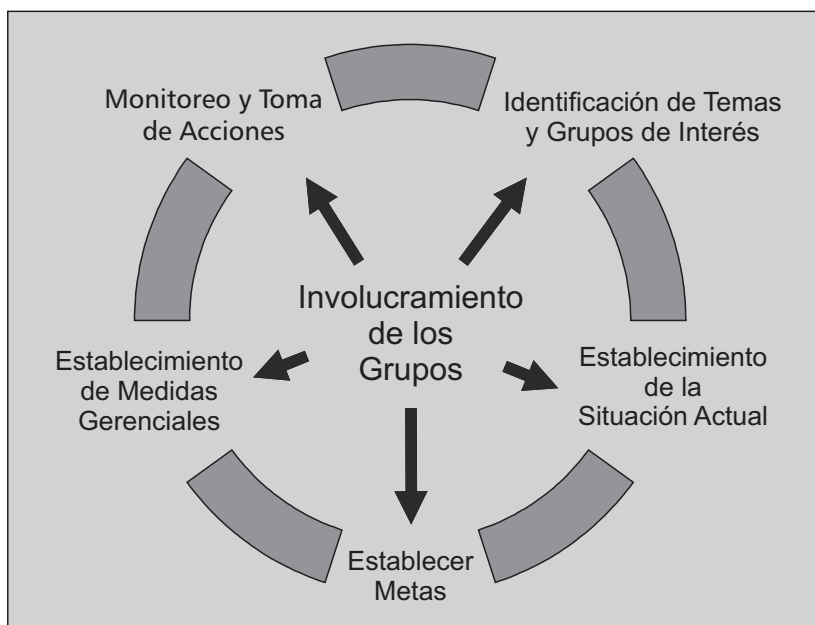 Monitoreo y Toma
de Acciones
Identificación de Temas
y Grupos de Interés
Involucramiento
de los
Grupos
Establecimiento
de Medidas
Gerenciales
Establecimiento
de la
Situación Actual
Establecer
Metas